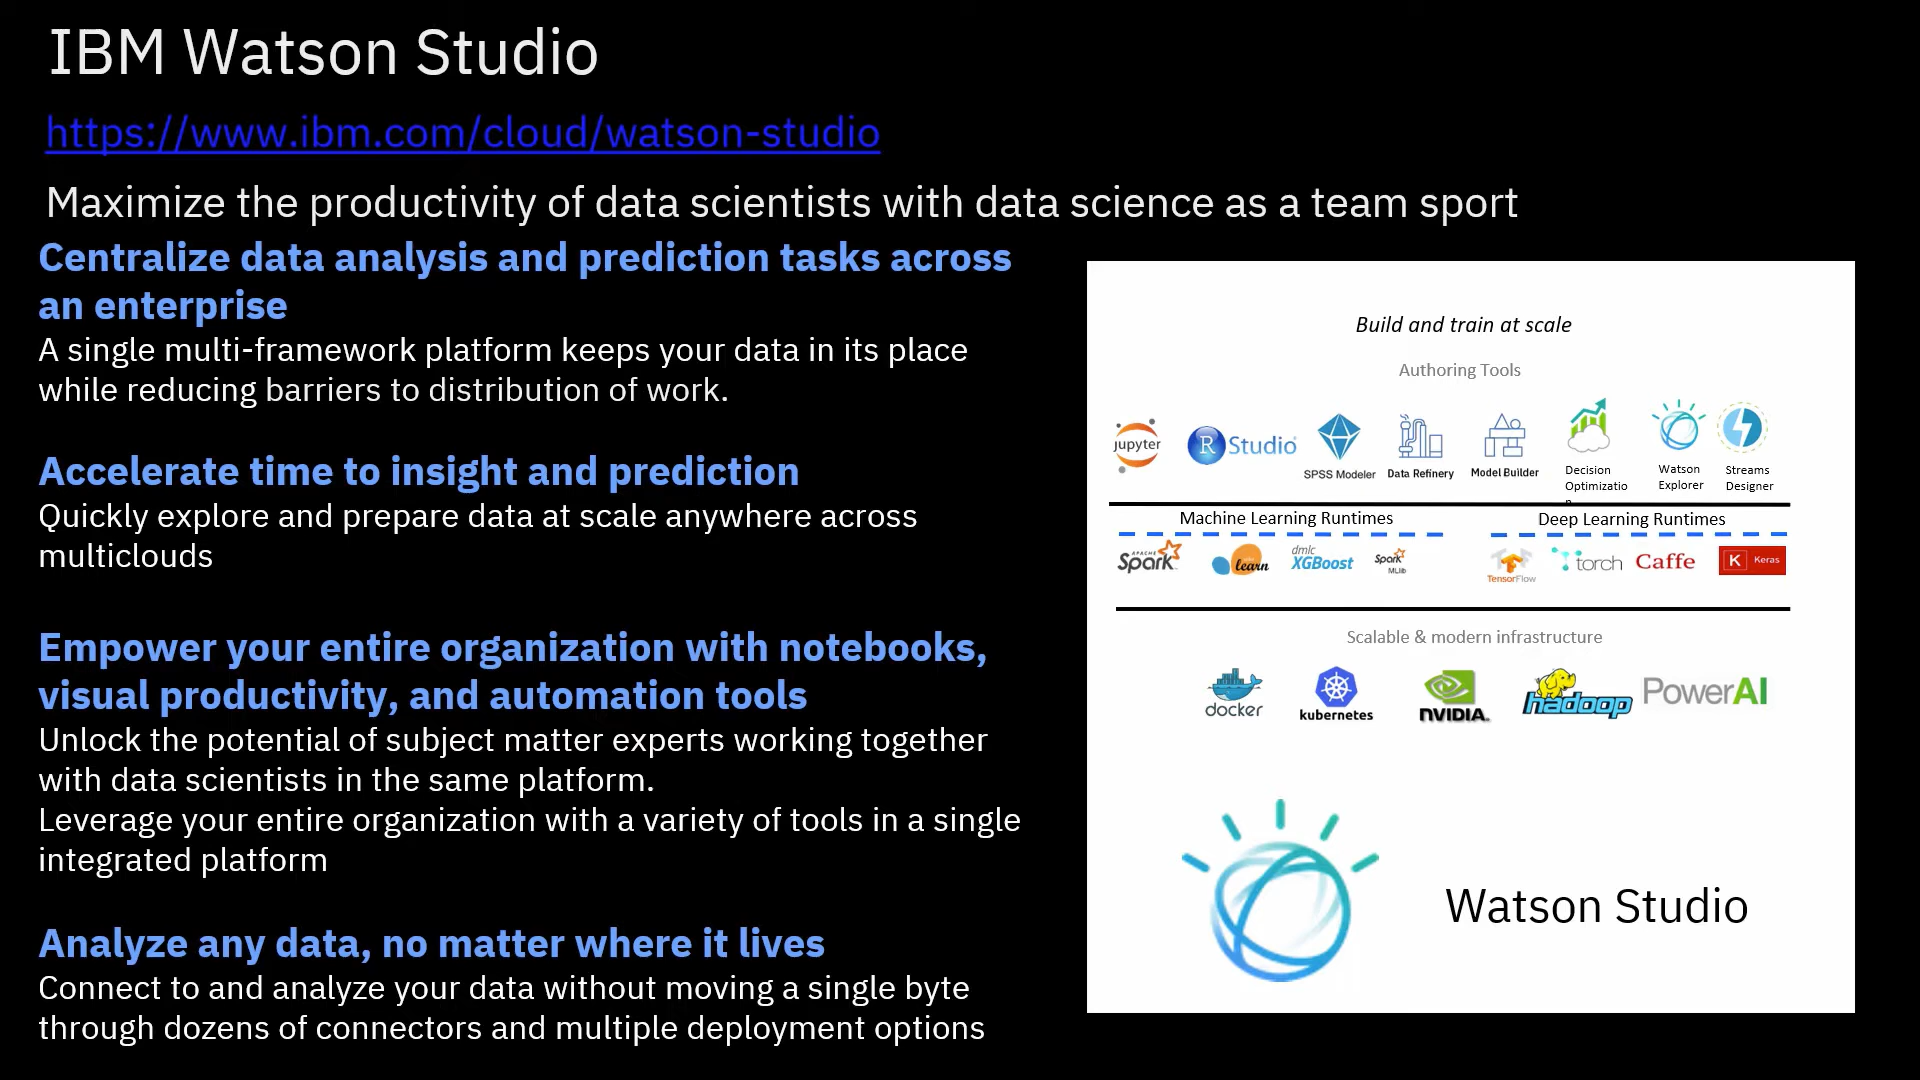 IBM Watson Studio
https://www.ibm.com/cloud/watson-studio
Maximize the productivity of data scientists with data science as a team sport
Centralize data analysis and prediction tasks across
an enterprise
A single multi-framework platform keeps your data in its place
while reducing barriers to distribution of work.
Accelerate time to insight and prediction
Quickly explore and prepare data at scale anywhere across
multiclouds
Empower your entire organization with notebooks,
visual productivity, and automation tools
Unlock the potential of subject matter experts working together
with data scientists in the same platform.
Leverage your entire organization with a variety of tools in a single
integrated platform
Analyze any data, no matter where it lives
Connect to and analyze your data without moving a single byte
through dozens of connectors and multiple deployment options
Build and train at scale
Authoring Tools
jupyter
R Studio
SPSS Modeler
Data Refinery
Model Builder
Decision
Optimizatio
n
Watson
Explorer
Streams
Designer
Machine Learning Runtimes
Deep Learning Runtimes
APACHE
Spark
learn
dmlc
XGBoost
Spark
MLlib
TensorFlow
torch
Caffe
K Keras
Scalable & modern infrastructure
docker
kubernetes
NVIDIA.
hadoop
PowerAI
Watson Studio